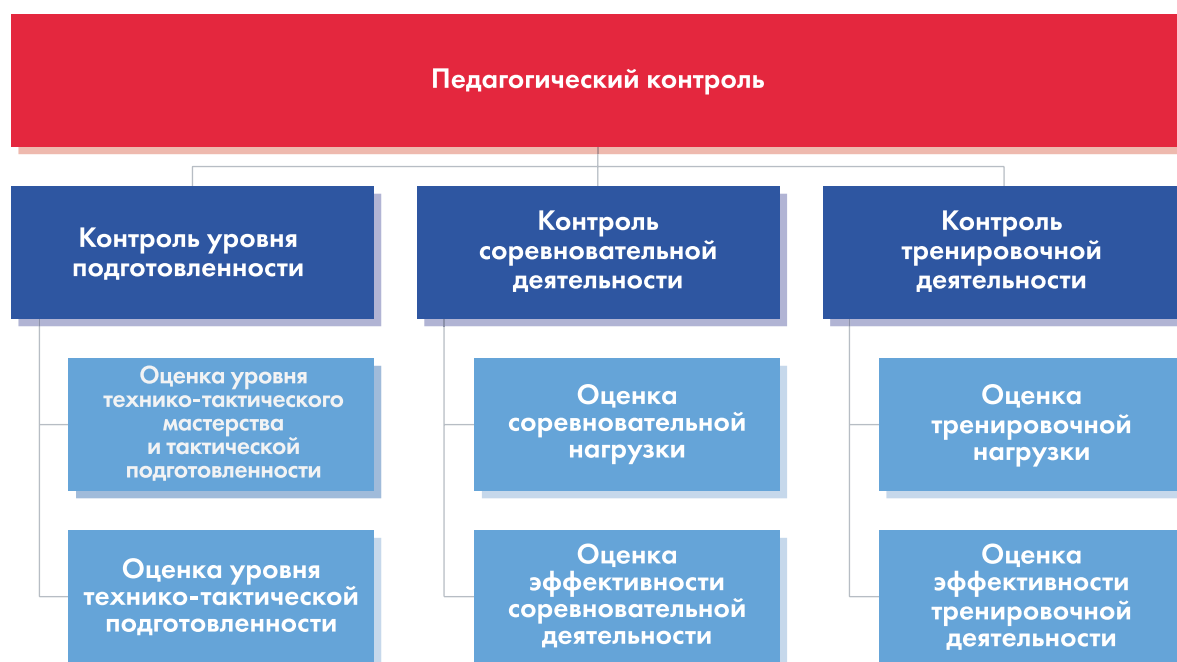 Педагогический контроль
Контроль уровня
подготовленности
Контроль
соревновательной
деятельности
Контроль
тренировочной
деятельности
Оценка уровня
технико-тактического
мастерства
и тактической
подготовленности
Оценка
соревновательной
нагрузки
Оценка
тренировочной
нагрузки
Оценка уровня
технико-тактической
подготовленности
Оценка
эффективности
соревновательной
деятельности
Оценка
эффективности
тренировочной
деятельности